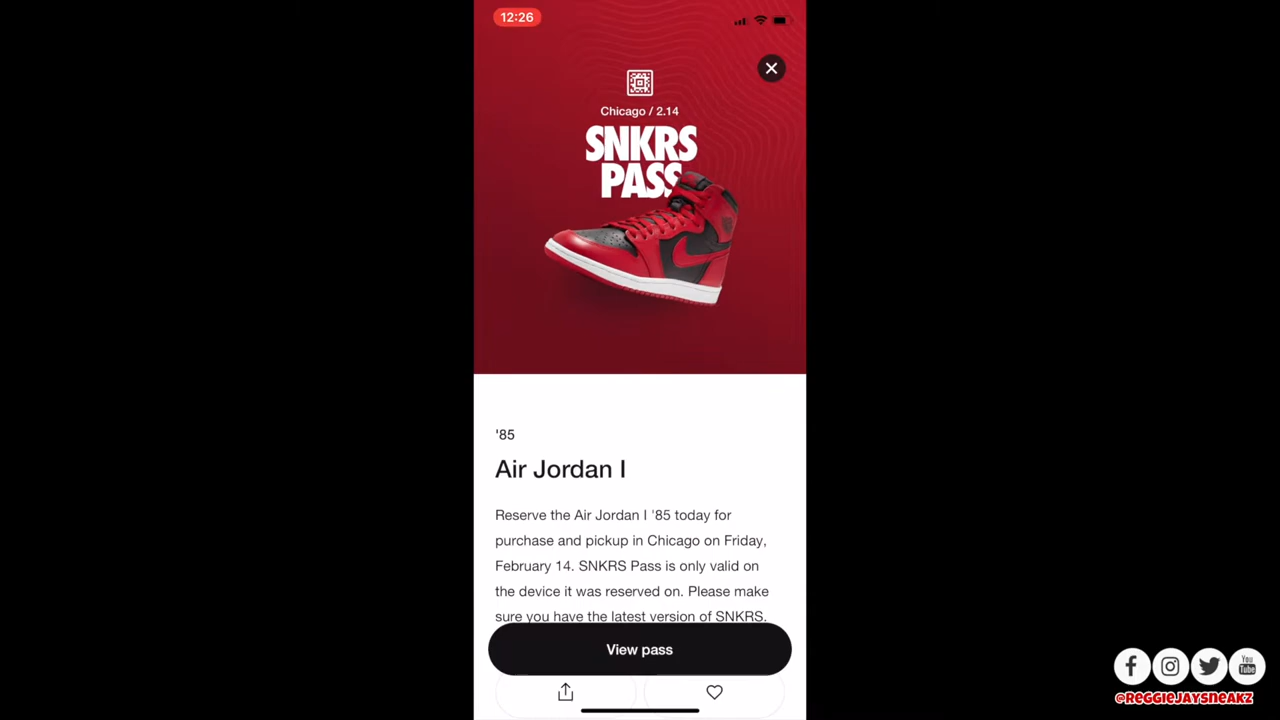 12:26
Chicago / 2.14
SNKRS
PASS
'85
Air Jordan I
Reserve the Air Jordan I '85 today for
purchase and pickup in Chicago on Friday,
February 14. SNKRS Pass is only valid on
the device it was reserved on. Please make
sure you have the latest version of SNKRS.
View pass
You
Tube
@ReggieJaySneakz